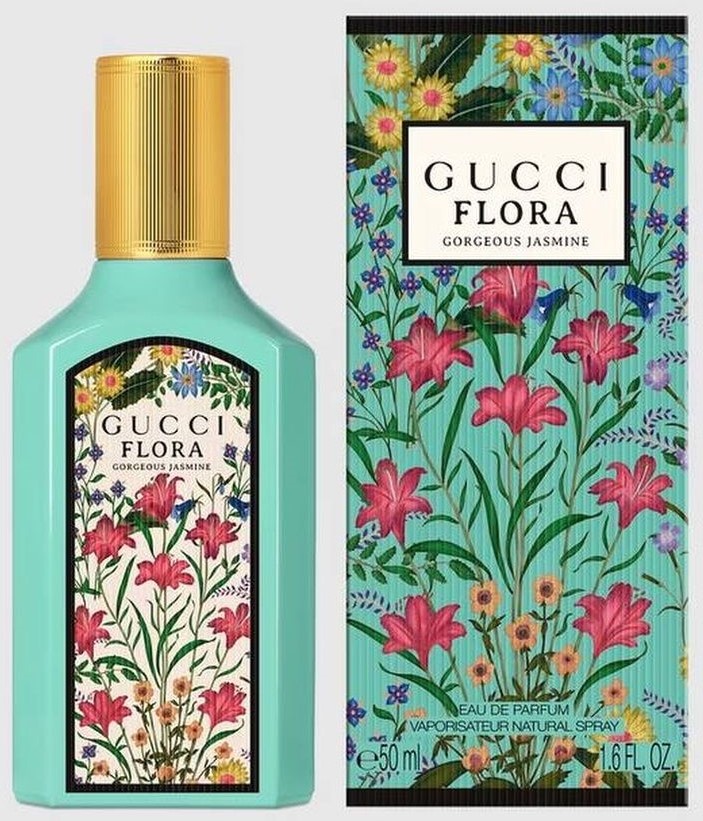 GUCCI
FLORA
GORGEOUS JASMINE
GUCCI
FLORA
GORGEOUS JASMINE
EAU DE PARFUM
VAPORISATEUR NATURAL SPRAY
℮50 ml
1.6 FL. OZ.